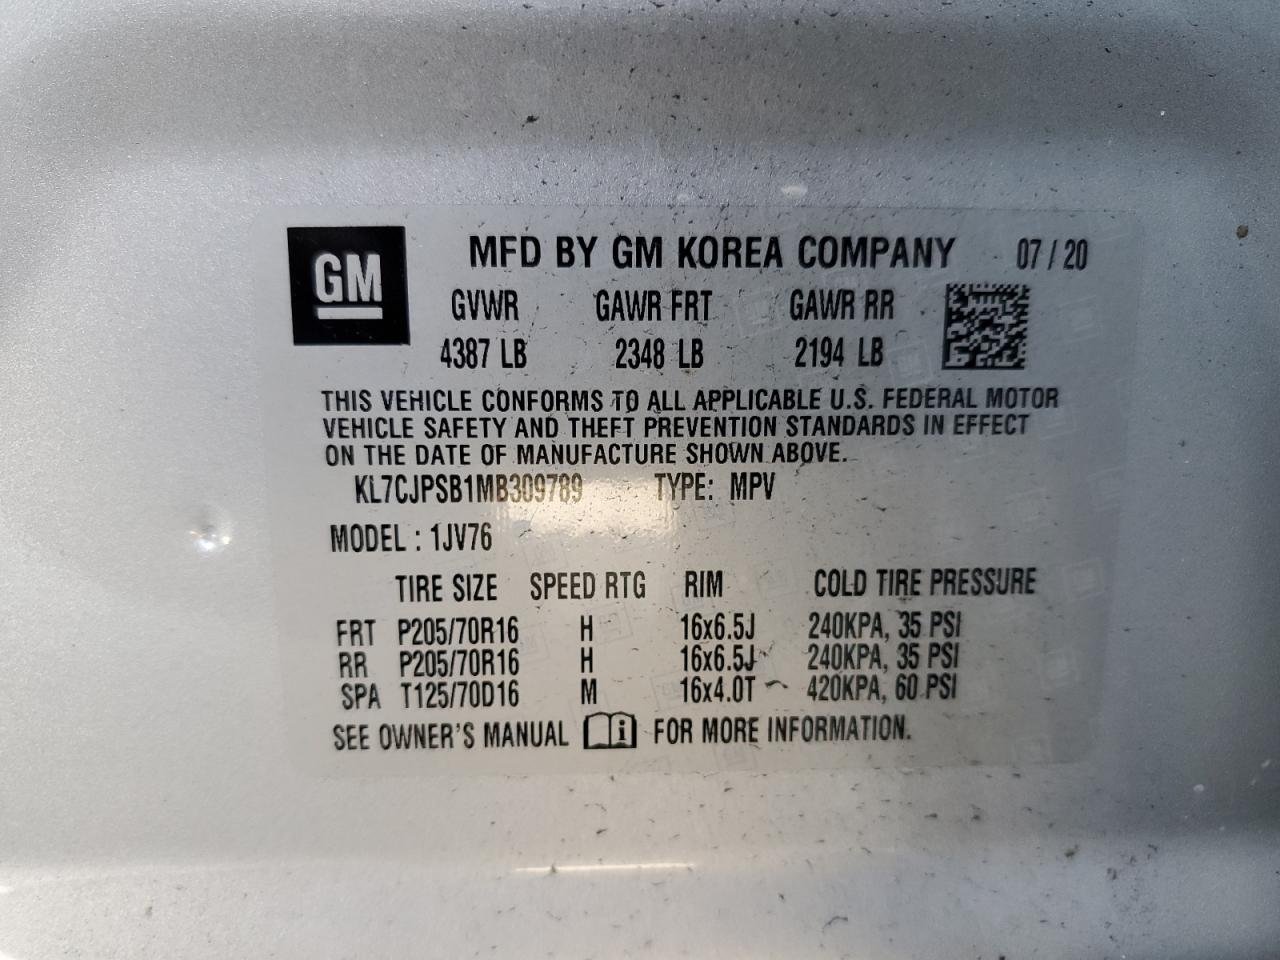 GM
MFD BY GM KOREA COMPANY 07 / 20
GVWR GAWR FRT GAWR RR
4387 LB 2348 LB 2194 LB
THIS VEHICLE CONFORMS TO ALL APPLICABLE U.S. FEDERAL MOTOR
VEHICLE SAFETY AND THEFT PREVENTION STANDARDS IN EFFECT
ON THE DATE OF MANUFACTURE SHOWN ABOVE.
KL7CJPSB1MB309789 TYPE: MPV
MODEL : 1JV76
TIRE SIZE SPEED RTG RIM COLD TIRE PRESSURE
FRT P205/70R16 H 16x6.5J 240KPA, 35 PSI
RR P205/70R16 H 16x6.5J 240KPA, 35 PSI
SPA T125/70D16 M 16x4.0T 420KPA, 60 PSI
SEE OWNER'S MANUAL i FOR MORE INFORMATION.